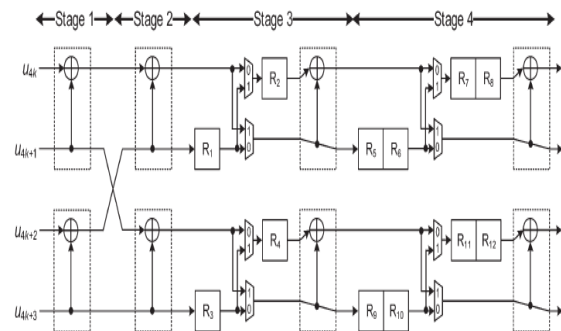 Stage 1 Stage 2 Stage 3 Stage 4
u4k 0 1 R2 0 1 R7 R8
u4k+1 R1 1 0 R5 R6 1 0
u4k+2 0 1 R4 0 1 R11 R12
u4k+3 R3 1 0 R9 R10 1 0